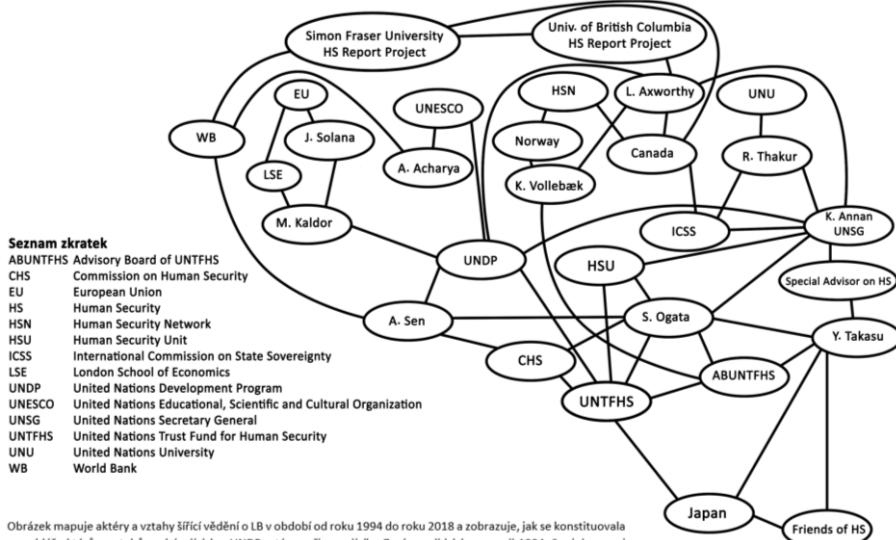 Simon Fraser University
HS Report Project
Univ. of British Columbia
HS Report Project
EU
UNESCO
HSN
L. Axworthy
UNU
WB
J. Solana
A. Acharya
Norway
Canada
R. Thakur
LSE
K. Vollebæk
M. Kaldor
ICSS
K. Annan
UNSG
UNDP
HSU
Special Advisor on HS
A. Sen
S. Ogata
Y. Takasu
CHS
ABUNTFHS
UNTFHS
Japan
Friends of HS
Seznam zkratek
ABUNTFHS Advisory Board of UNTFHS
CHS Commission on Human Security
EU European Union
HS Human Security
HSN Human Security Network
HSU Human Security Unit
ICSS International Commission on State Sovereignty
LSE London School of Economics
UNDP United Nations Development Program
UNESCO United Nations Educational, Scientific and Cultural Organization
UNSG United Nations Secretary General
UNTFHS United Nations Trust Fund for Human Security
UNU United Nations University
WB World Bank
Obrázek mapuje aktéry a vztahy šířící vědění o LB v období od roku 1994 do roku 2018 a zobrazuje, jak se konstituovala